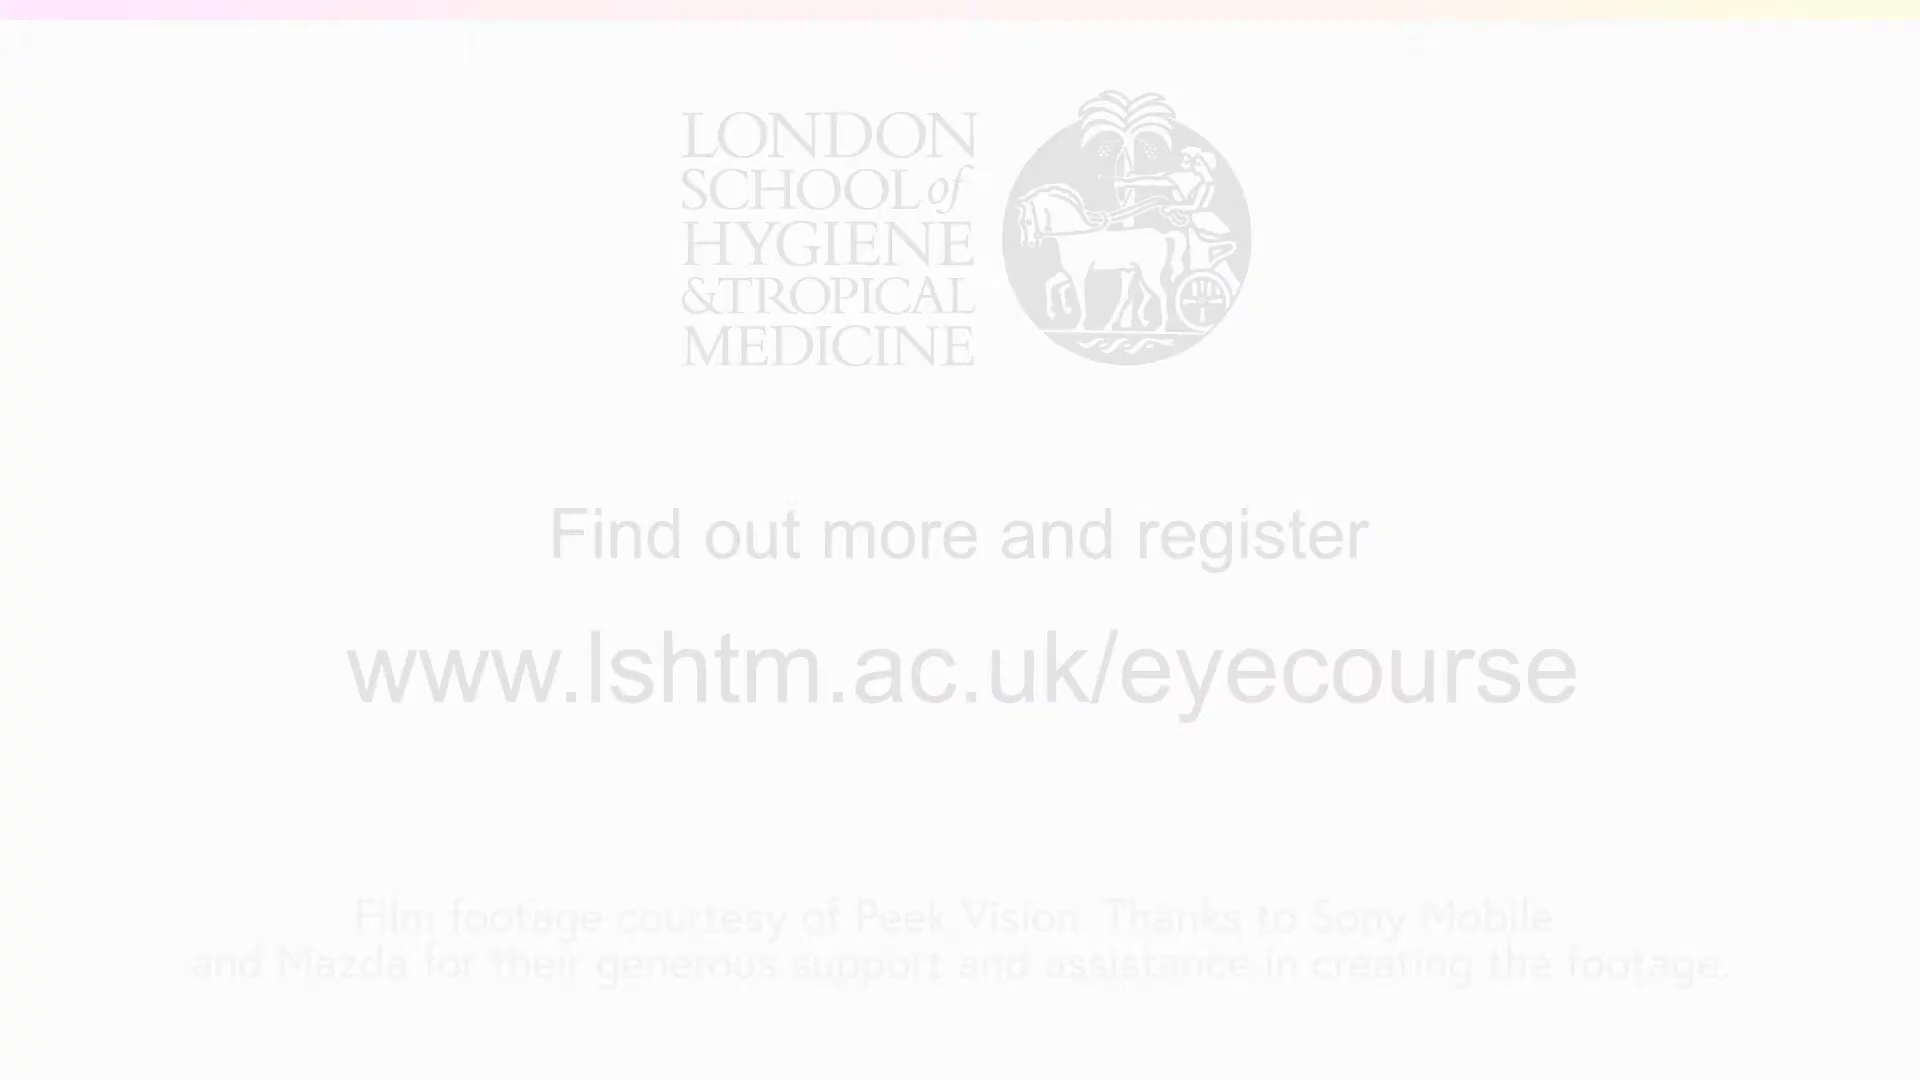 LONDON
SCHOOL of
HYGIENE
&TROPICAL
MEDICINE
Find out more and register
www.lshtm.ac.uk/eyecourse
Film footage courtesy of Peek Vision. Thanks to Sony Mobile
and Mazda for their generous support and assistance in creating the footage.